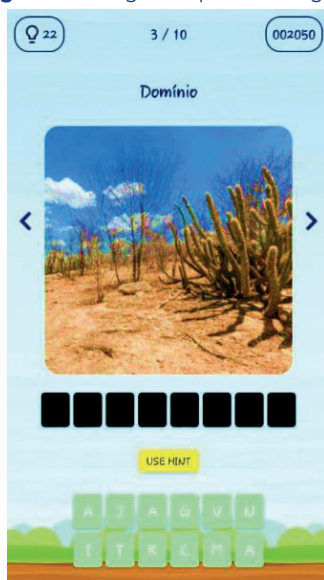 22
3 / 10
002050
Domínio
USE HINT
A A G V N
I T K C M A